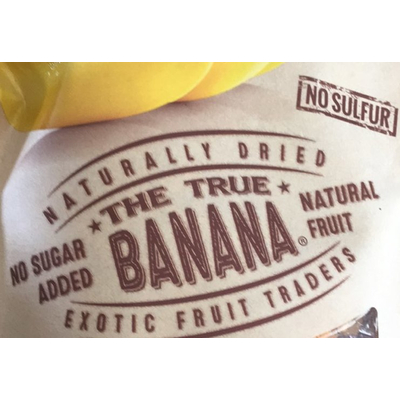 NO SULFUR
NATURALLY DRIED
THE TRUE
BANANA®
NO SUGAR
ADDED
NATURAL
FRUIT
EXOTIC FRUIT TRADERS